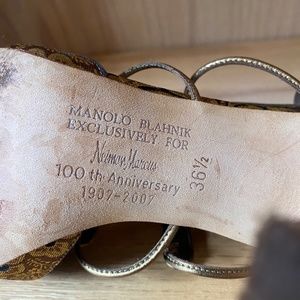 MANOLO BLAHNIK
EXCLUSIVELY FOR
Neiman Marcus
100 th Anniversary
1907-2007
36½